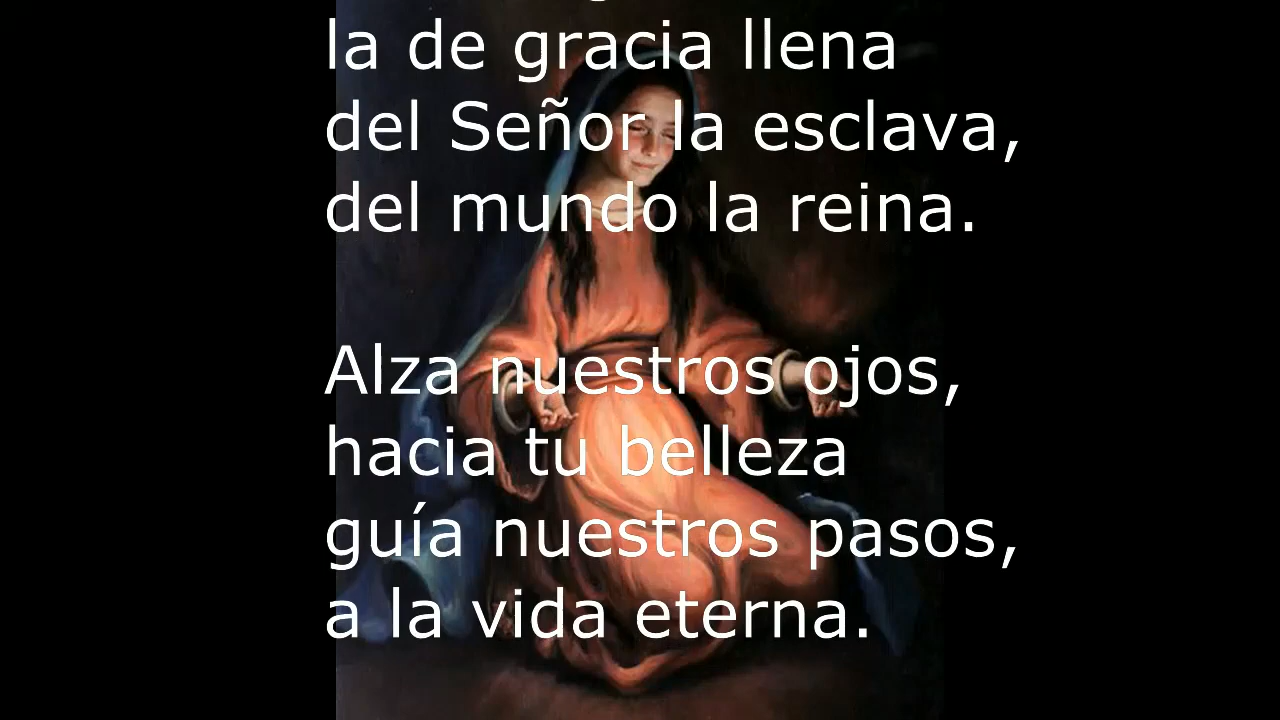 la de gracia llena
del Señor la esclava,
del mundo la reina.
Alza nuestros ojos,
hacia tu belleza
guía nuestros pasos,
a la vida eterna.